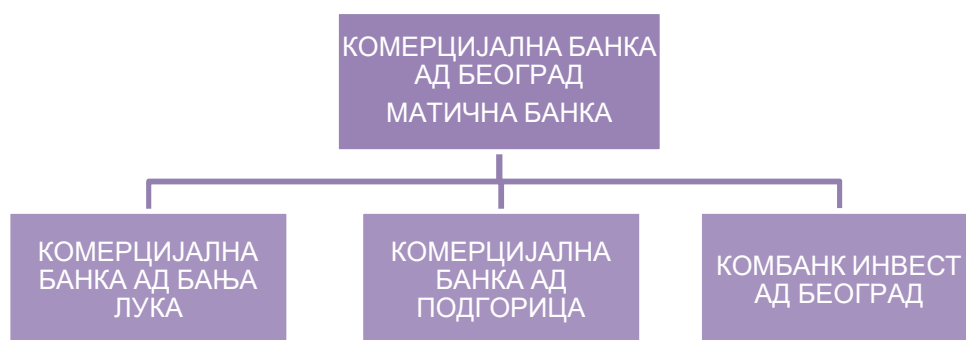 КОМЕРЦИЈАЛНА БАНКА
АД БЕОГРАД
МАТИЧНА БАНКА
КОМЕРЦИЈАЛНА
БАНКА АД БАЊА
ЛУКА
КОМЕРЦИЈАЛНА
БАНКА АД
ПОДГОРИЦА
КОМБАНК ИНВЕСТ
АД БЕОГРАД